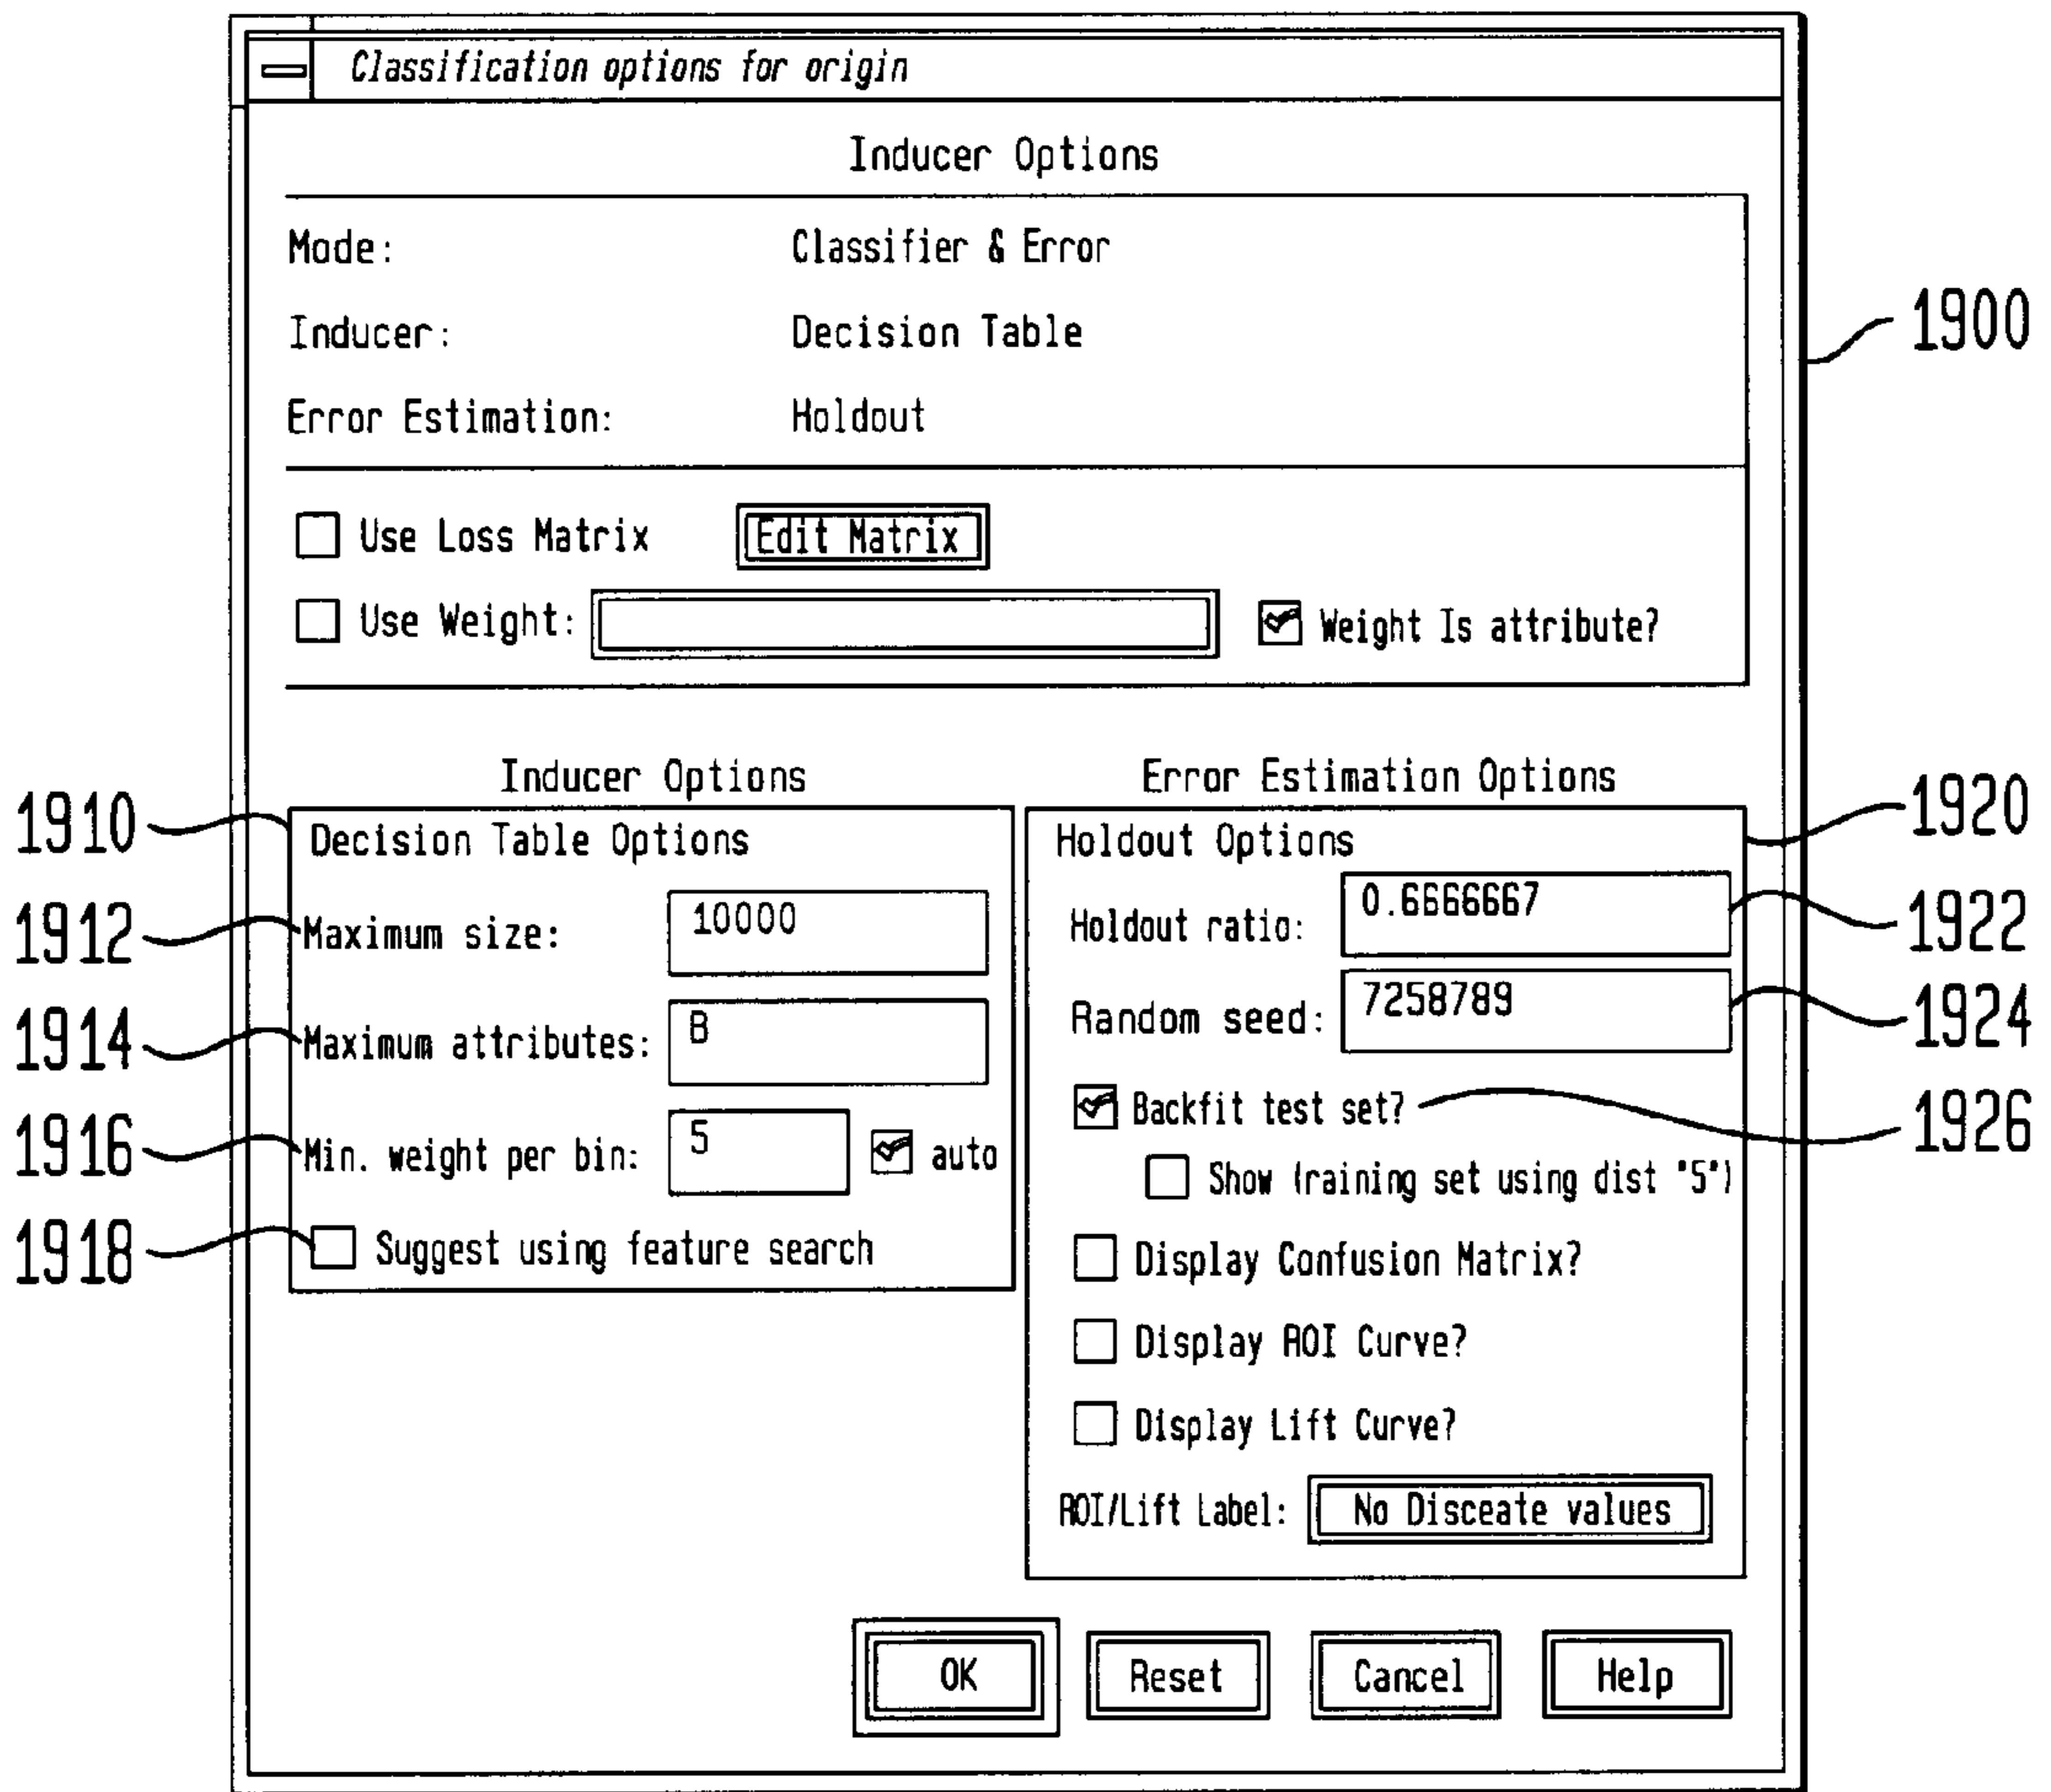 Classification options for origin
Inducer Options
Mode: Classifier & Error
Inducer: Decision Table
Error Estimation: Holdout
1900
Use Loss Matrix Edit Matrix
Use Weight: Weight Is attribute?
Inducer Options
1910
Decision Table Options
1912
Maximum size: 10000
1914
Maximum attributes: B
1916
Min. weight per bin: 5 auto
1918
Suggest using feature search
Error Estimation Options
1920
Holdout Options
Holdout ratio: 0.6666667
1922
Random seed: 7258789
1924
Backfit test set?
1926
Show (raining set using dist "5")
Display Confusion Matrix?
Display ROI Curve?
Display Lift Curve?
ROI/Lift Label: No Disceate values
OK Reset Cancel Help